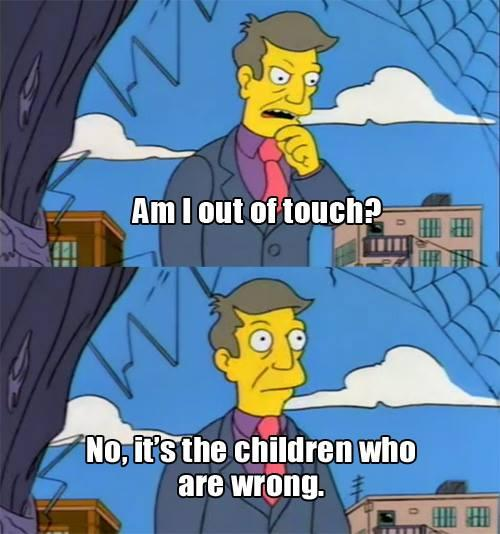 Am I out of touch?
No, it's the children who
are wrong.